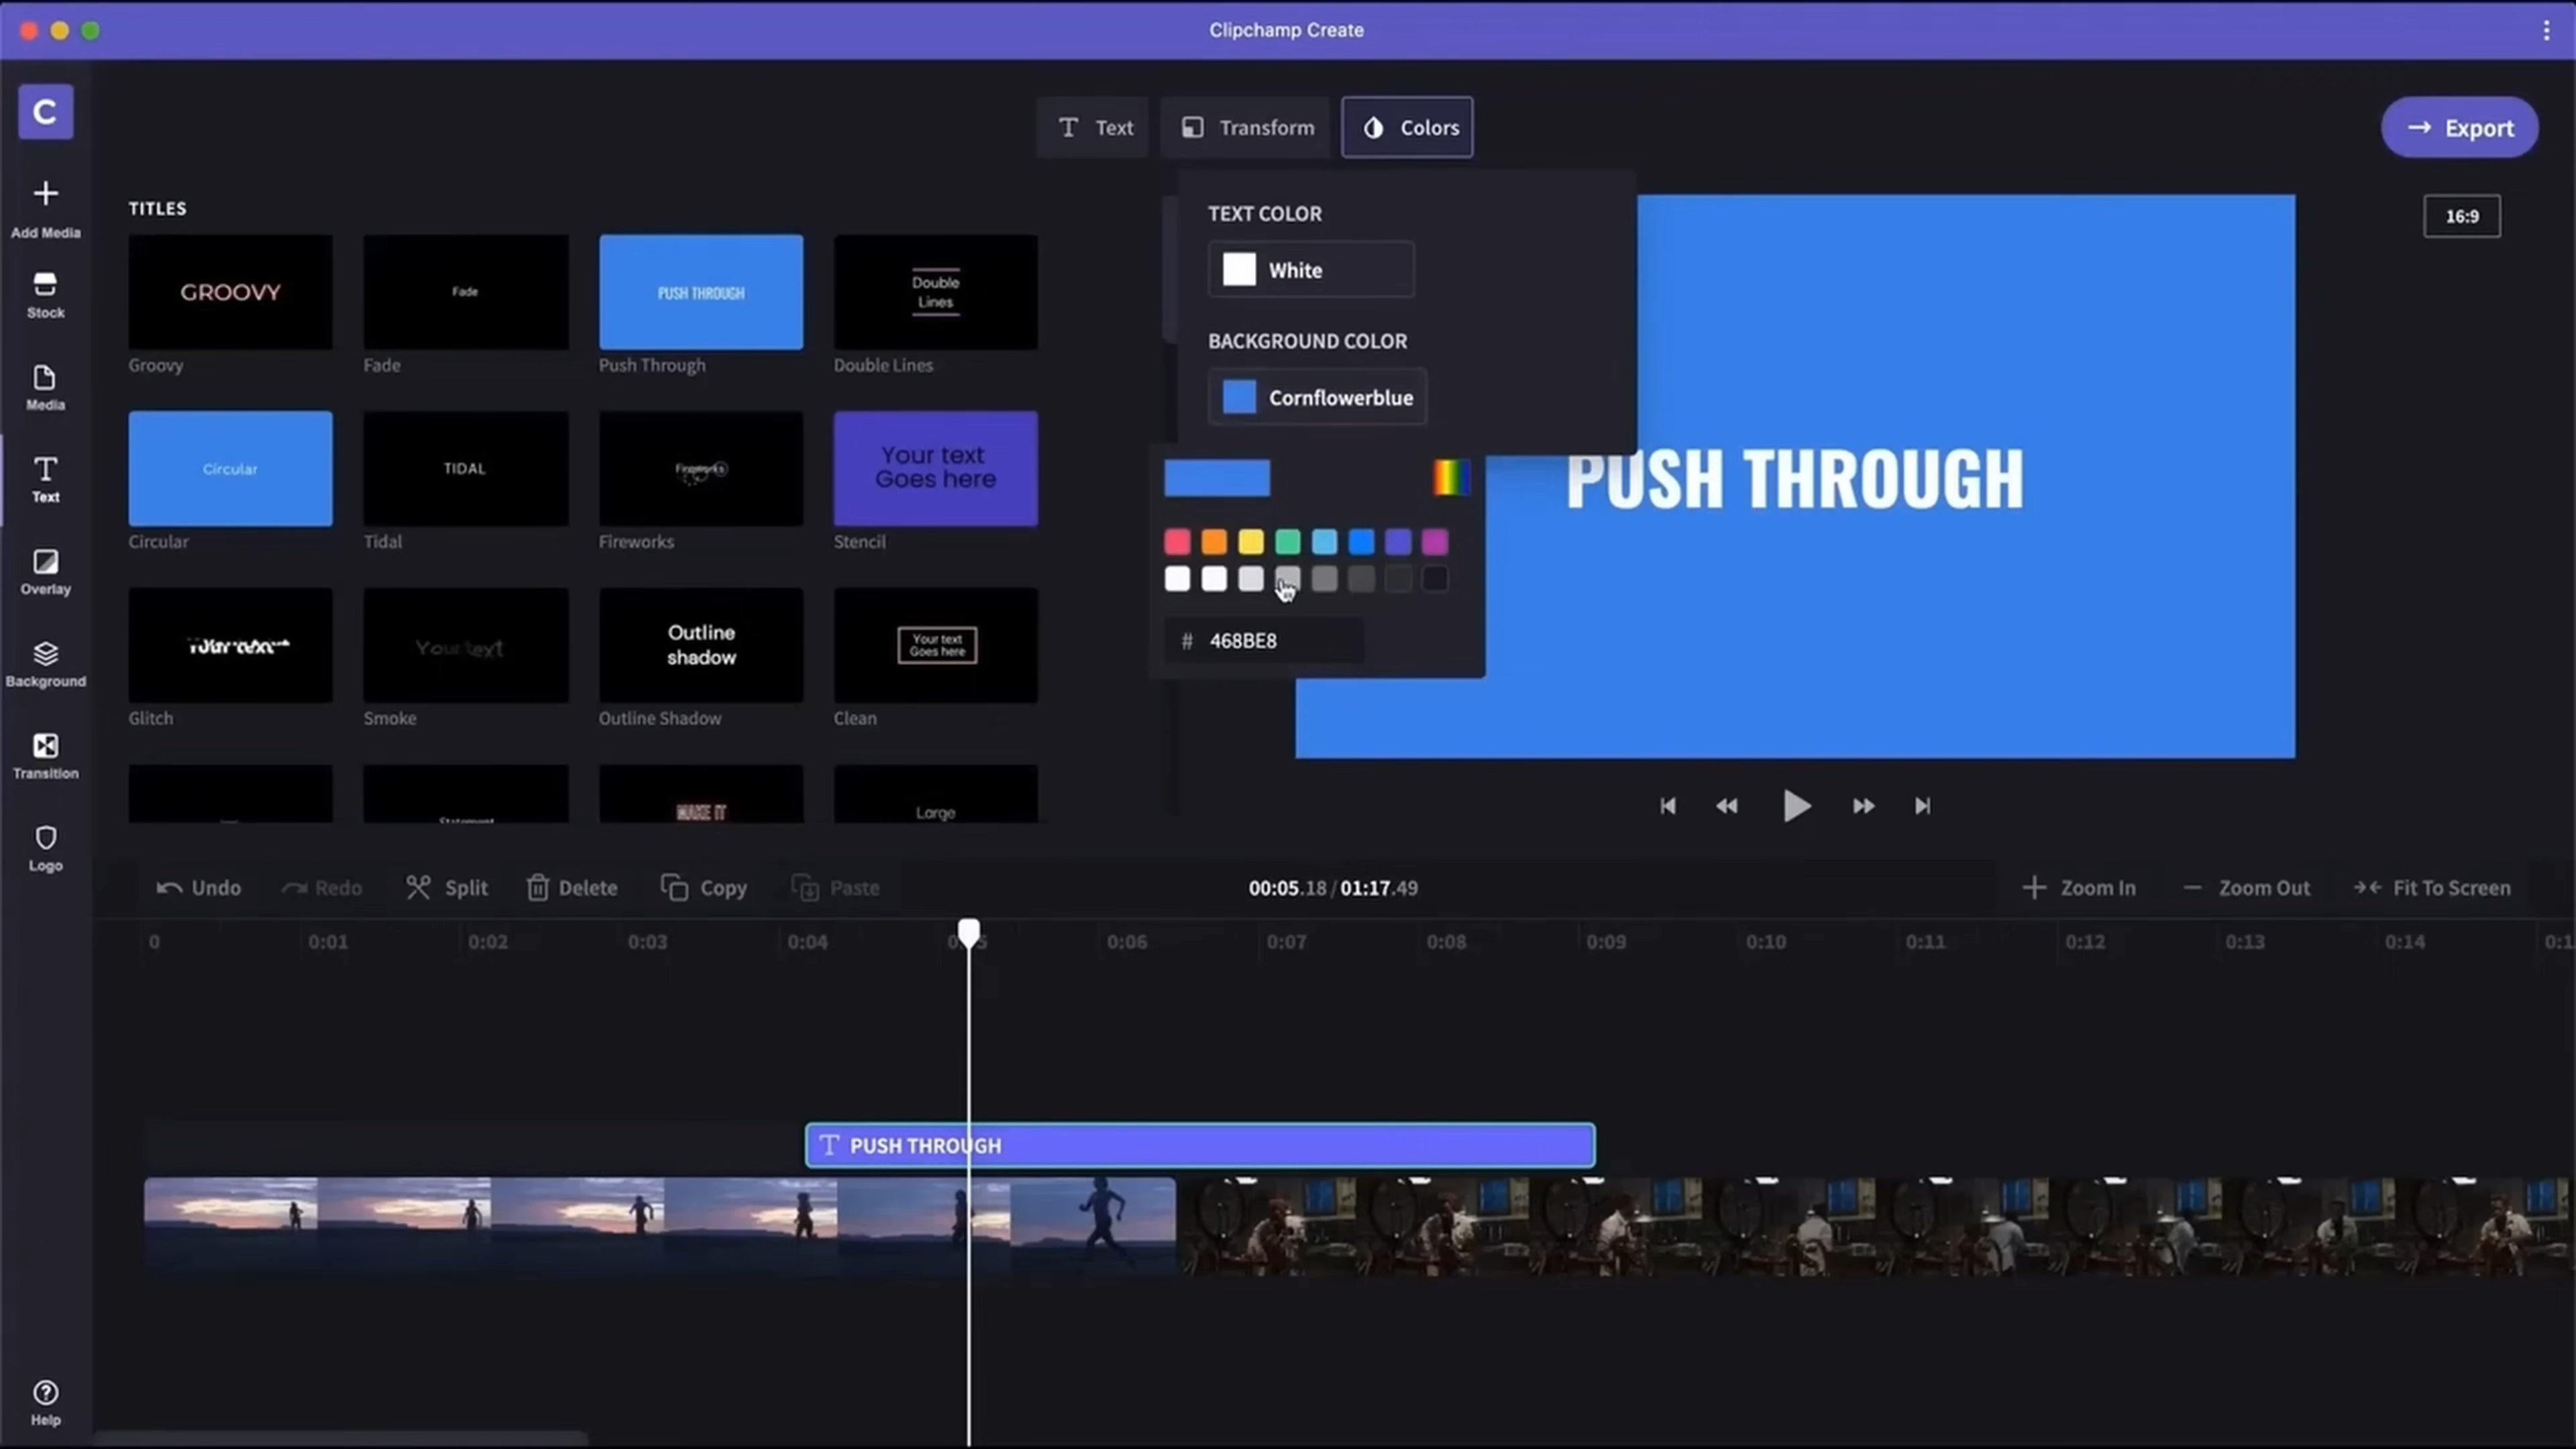 Clipchamp Create
C
Text
Transform
Colors
Export
Add Media
Stock
Media
Text
Overlay
Background
Transition
Logo
Help
TITLES
GROOVY
Fade
PUSH THROUGH
Double
Lines
Groovy
Fade
Push Through
Double Lines
Circular
TIDAL
Fireworks
Your text
Goes here
Circular
Tidal
Fireworks
Stencil
Your text
Outline
shadow
Your text
Goes here
Glitch
Smoke
Outline Shadow
Clean
Statement
MAKE IT
Large
TEXT COLOR
White
BACKGROUND COLOR
Cornflowerblue
# 468BE8
16:9
PUSH THROUGH
Undo
Redo
Split
Delete
Copy
Paste
00:05.18 / 01:17.49
Zoom In
Zoom Out
Fit To Screen
0
0:01
0:02
0:03
0:04
0:06
0:07
0:08
0:09
0:10
0:11
0:12
0:13
0:14
T PUSH THROUGH